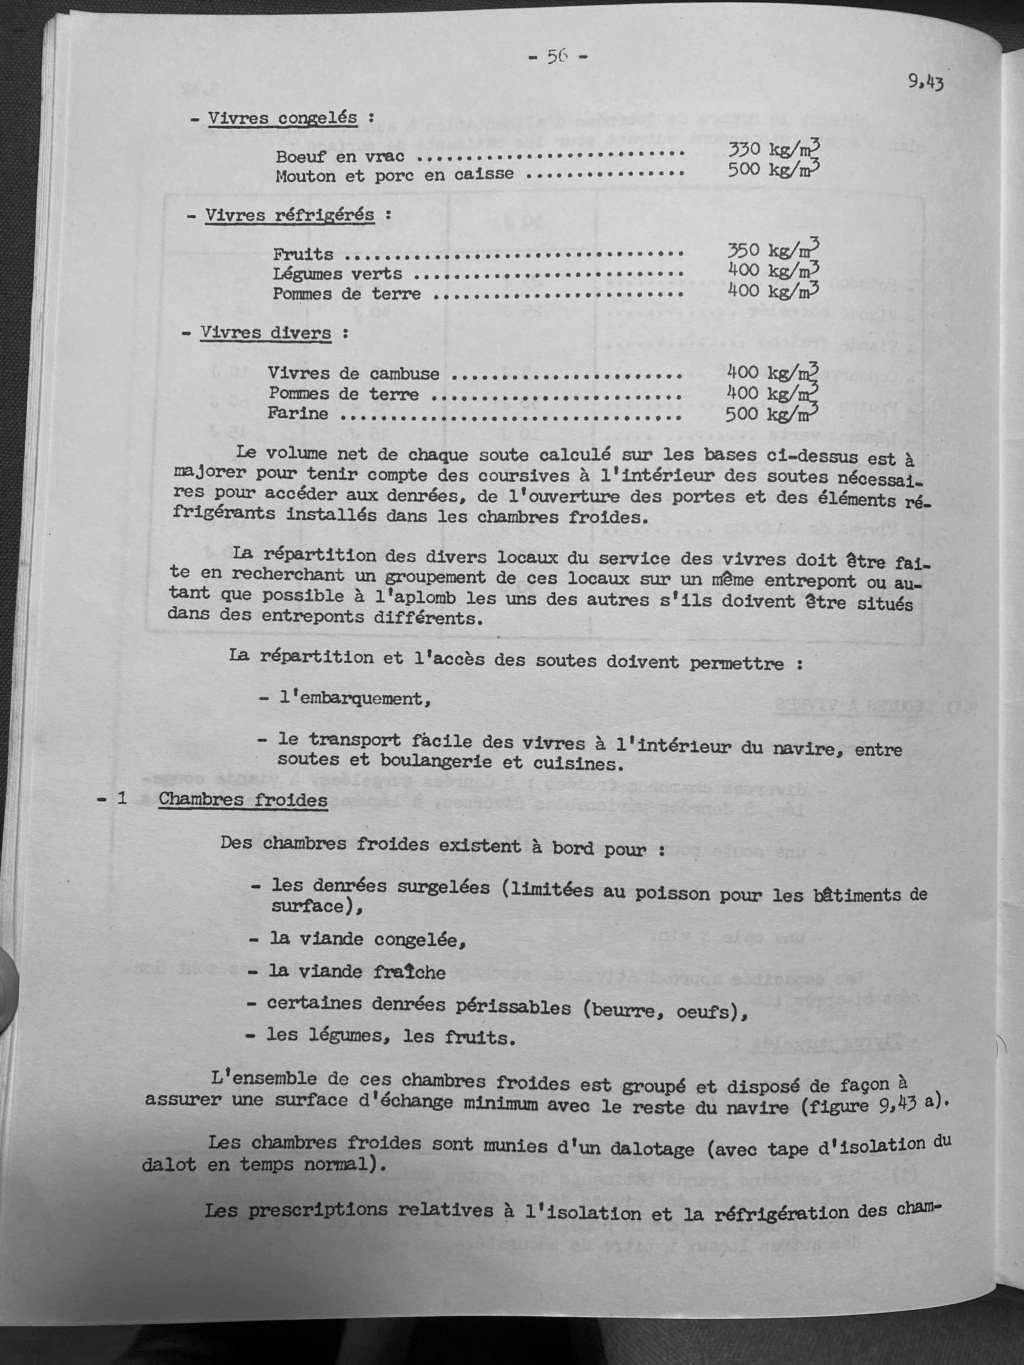 - 56 -
9,43
- Vivres congelés :
Boeuf en vrac ............................ 330 kg/m3
Mouton et porc en caisse ................ 500 kg/m3
- Vivres réfrigérés :
Fruits .................................. 350 kg/m3
Légumes verts ........................... 400 kg/m3
Pommes de terre ......................... 400 kg/m3
- Vivres divers :
Vivres de cambuse ....................... 400 kg/m3
Pommes de terre ......................... 400 kg/m3
Farine .................................. 500 kg/m3
Le volume net de chaque soute calculé sur les bases ci-dessus est à
majorer pour tenir compte des coursives à l'intérieur des soutes nécessai-
res pour accéder aux denrées, de l'ouverture des portes et des éléments ré-
frigérants installés dans les chambres froides.
La répartition des divers locaux du service des vivres doit être fai-
te en recherchant un groupement de ces locaux sur un même entrepont ou au-
tant que possible à l'aplomb les uns des autres s'ils doivent être situés
dans des entreponts différents.
La répartition et l'accès des soutes doivent permettre :
- l'embarquement,
- le transport facile des vivres à l'intérieur du navire, entre
soutes et boulangerie et cuisines.
- 1 Chambres froides
Des chambres froides existent à bord pour :
- les denrées surgelées (limitées au poisson pour les bâtiments de
surface),
- la viande congelée,
- la viande fraîche
- certaines denrées périssables (beurre, oeufs),
- les légumes, les fruits.
L'ensemble de ces chambres froides est groupé et disposé de façon à
assurer une surface d'échange minimum avec le reste du navire (figure 9,43 a).
Les chambres froides sont munies d'un dalotage (avec tape d'isolation du
dalot en temps normal).
Les prescriptions relatives à l'isolation et la réfrigération des cham-